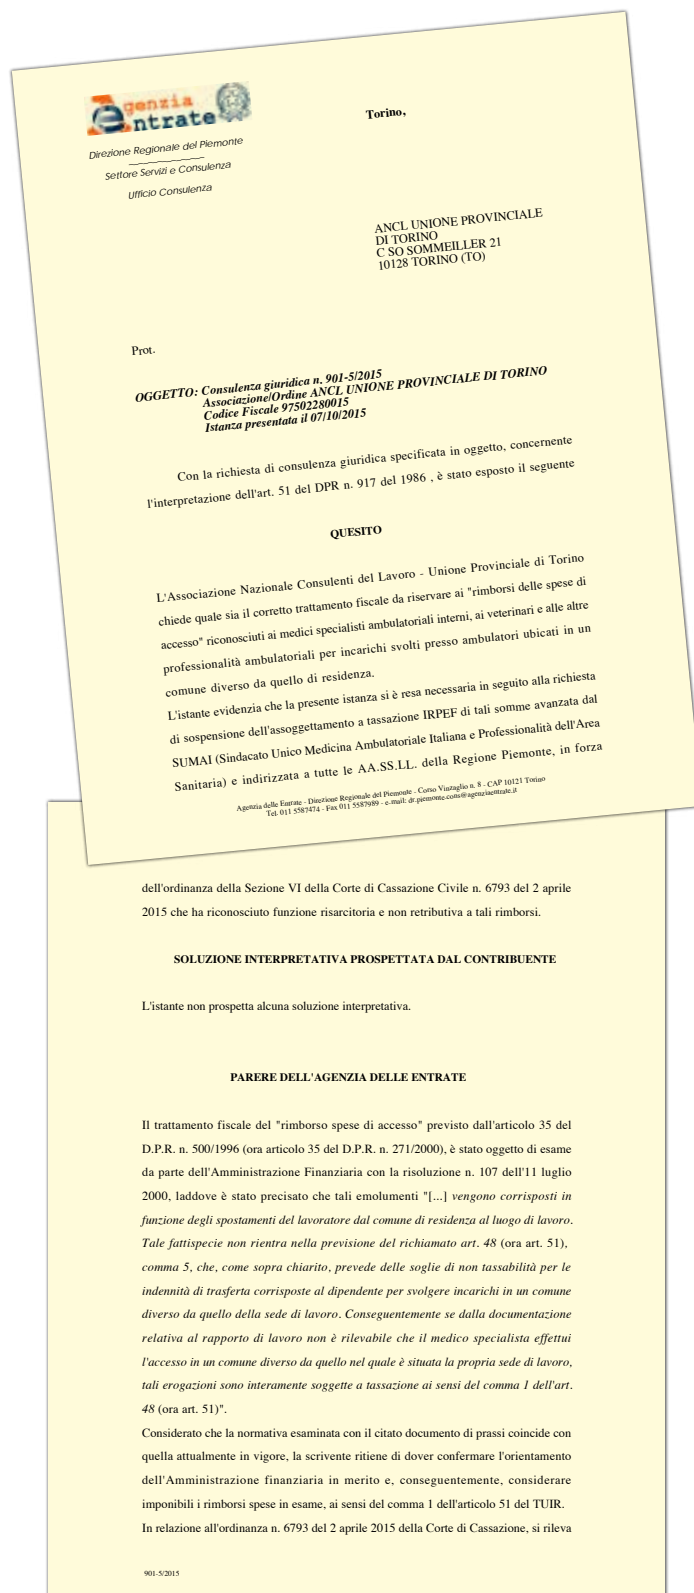 Agenzia
Entrate
Direzione Regionale del Piemonte
Settore Servizi e Consulenza
Ufficio Consulenza
Torino,
ANCL UNIONE PROVINCIALE
DI TORINO
C SO SOMMEILLER 21
10128 TORINO (TO)
Prot.
OGGETTO: Consulenza giuridica n. 901-5/2015
Associazione/Ordine ANCL UNIONE PROVINCIALE DI TORINO
Codice Fiscale 97502280015
Istanza presentata il 07/10/2015
Con la richiesta di consulenza giuridica specificata in oggetto, concernente
l'interpretazione dell'art. 51 del DPR n. 917 del 1986 , è stato esposto il seguente
QUESITO
L'Associazione Nazionale Consulenti del Lavoro - Unione Provinciale di Torino
chiede quale sia il corretto trattamento fiscale da riservare ai "rimborsi delle spese di
accesso" riconosciuti ai medici specialisti ambulatoriali interni, ai veterinari e alle altre
professionalità ambulatoriali per incarichi svolti presso ambulatori ubicati in un
comune diverso da quello di residenza.
L'istante evidenzia che la presente istanza si è resa necessaria in seguito alla richiesta
di sospensione dell'assoggettamento a tassazione IRPEF di tali somme avanzata dal
SUMAI (Sindacato Unico Medicina Ambulatoriale Italiana e Professionalità dell'Area
Sanitaria) e indirizzata a tutte le AA.SS.LL. della Regione Piemonte, in forza
Agenzia delle Entrate - Direzione Regionale del Piemonte - Corso Vinzaglio n. 8 - CAP 10121 Torino
Tel. 011 5587474 - Fax 011 5587989 - e-mail: dr.piemonte.cons@agenziaentrate.it
dell'ordinanza della Sezione VI della Corte di Cassazione Civile n. 6793 del 2 aprile
2015 che ha riconosciuto funzione risarcitoria e non retributiva a tali rimborsi.
SOLUZIONE INTERPRETATIVA PROSPETTATA DAL CONTRIBUENTE
L'istante non prospetta alcuna soluzione interpretativa.
PARERE DELL'AGENZIA DELLE ENTRATE
Il trattamento fiscale del "rimborso spese di accesso" previsto dall'articolo 35 del
D.P.R. n. 500/1996 (ora articolo 35 del D.P.R. n. 271/2000), è stato oggetto di esame
da parte dell'Amministrazione Finanziaria con la risoluzione n. 107 dell'11 luglio
2000, laddove è stato precisato che tali emolumenti "[...] vengono corrisposti in
funzione degli spostamenti del lavoratore dal comune di residenza al luogo di lavoro.
Tale fattispecie non rientra nella previsione del richiamato art. 48 (ora art. 51),
comma 5, che, come sopra chiarito, prevede delle soglie di non tassabilità per le
indennità di trasferta corrisposte al dipendente per svolgere incarichi in un comune
diverso da quello della sede di lavoro. Conseguentemente se dalla documentazione
relativa al rapporto di lavoro non è rilevabile che il medico specialista effettui
l'accesso in un comune diverso da quello nel quale è situata la propria sede di lavoro,
tali erogazioni sono interamente soggette a tassazione ai sensi del comma 1 dell'art.
48 (ora art. 51)".
Considerato che la normativa esaminata con il citato documento di prassi coincide con
quella attualmente in vigore, la scrivente ritiene di dover confermare l'orientamento
dell'Amministrazione finanziaria in merito e, conseguentemente, considerare
imponibili i rimborsi spese in esame, ai sensi del comma 1 dell'articolo 51 del TUIR.
In relazione all'ordinanza n. 6793 del 2 aprile 2015 della Corte di Cassazione, si rileva
901-5/2015